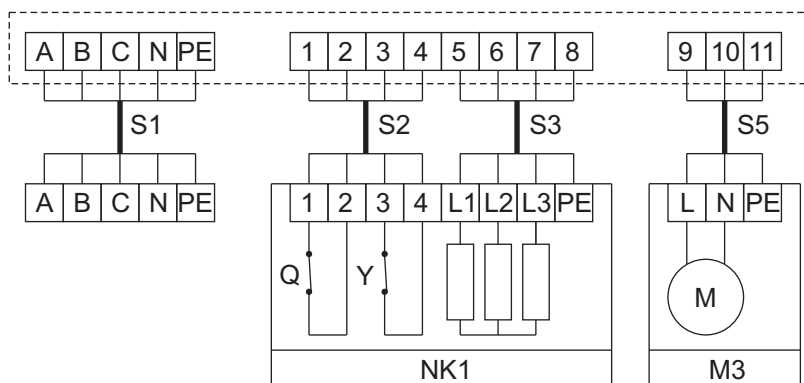 A B C N PE 1 2 3 4 5 6 7 8 9 10 11
S1 S2 S3 S5
A B C N PE 1 2 3 4 L1 L2 L3 PE L N PE
Q Y M
NK1 M3